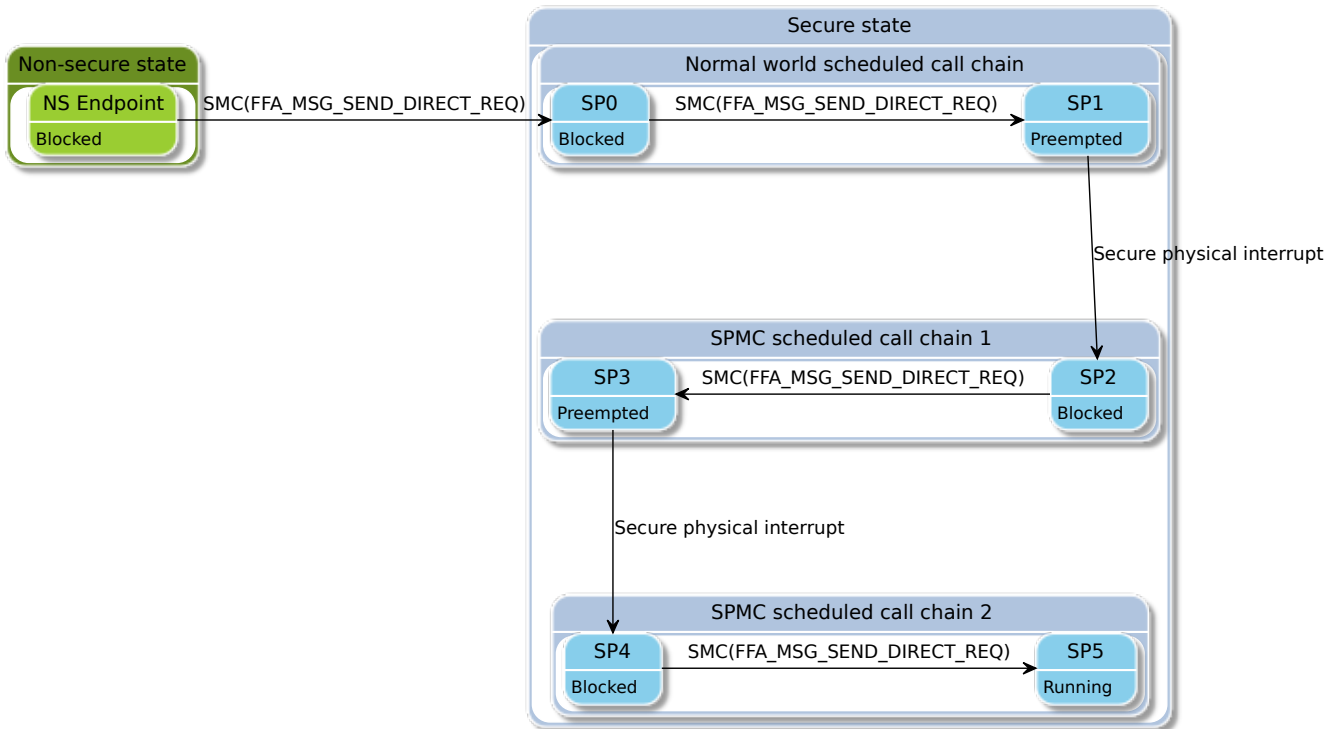 Secure state
Non-secure state
Normal world scheduled call chain
NS Endpoint
Blocked
SMC(FFA_MSG_SEND_DIRECT_REQ)
SP0
Blocked
SMC(FFA_MSG_SEND_DIRECT_REQ)
SP1
Preempted
Secure physical interrupt
SPMC scheduled call chain 1
SP3
Preempted
SMC(FFA_MSG_SEND_DIRECT_REQ)
SP2
Blocked
Secure physical interrupt
SPMC scheduled call chain 2
SP4
Blocked
SMC(FFA_MSG_SEND_DIRECT_REQ)
SP5
Running